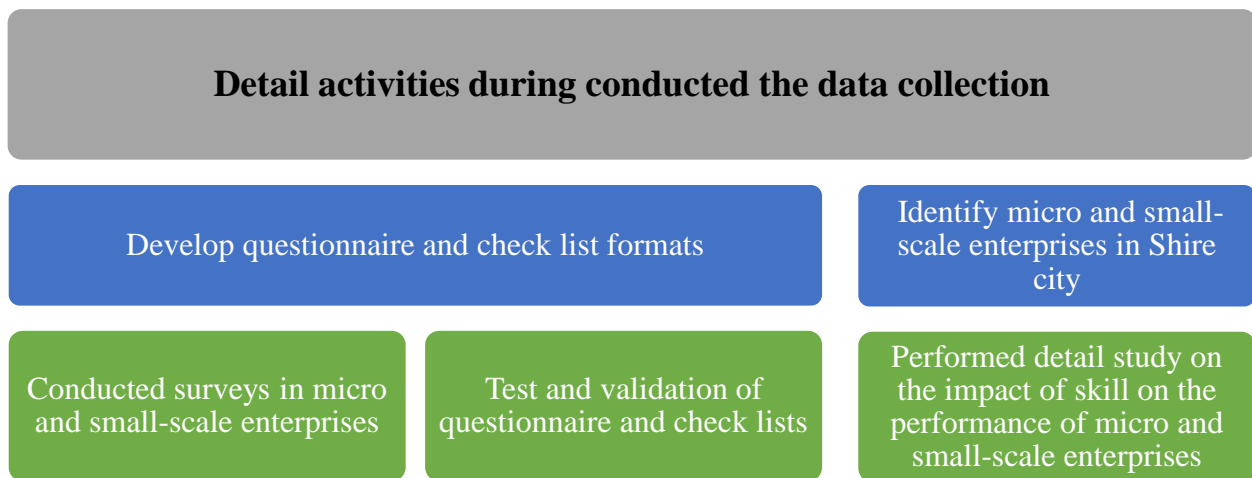 Detail activities during conducted the data collection
Develop questionnaire and check list formats
Identify micro and small-
scale enterprises in Shire
city
Conducted surveys in micro
and small-scale enterprises
Test and validation of
questionnaire and check lists
Performed detail study on
the impact of skill on the
performance of micro and
small-scale enterprises